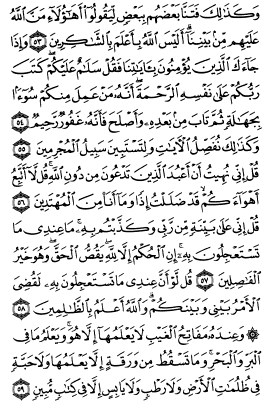 وَكَذَٰلِكَ فَتَنَّا بَعْضَهُم بِبَعْضٍ لِّيَقُولُوٓا۟ أَهَٰٓؤُلَآءِ مَنَّ ٱللَّهُ
عَلَيْهِم مِّنۢ بَيْنِنَآ ۗ أَلَيْسَ ٱللَّهُ بِأَعْلَمَ بِٱلشَّٰكِرِينَ ٥٣ وَإِذَا
جَآءَكَ ٱلَّذِينَ يُؤْمِنُونَ بِـَٔايَٰتِنَا فَقُلْ سَلَٰمٌ عَلَيْكُمْ ۖ كَتَبَ
رَبُّكُمْ عَلَىٰ نَفْسِهِ ٱلرَّحْمَةَ ۖ أَنَّهُۥ مَنْ عَمِلَ مِنكُمْ سُوٓءًۢا
بِجَهَٰلَةٍ ثُمَّ تَابَ مِنۢ بَعْدِهِۦ وَأَصْلَحَ فَأَنَّهُۥ غَفُورٌ رَّحِيمٌ ٥٤
وَكَذَٰلِكَ نُفَصِّلُ ٱلْـَٔايَٰتِ وَلِتَسْتَبِينَ سَبِيلُ ٱلْمُجْرِمِينَ ٥٥
قُلْ إِنِّى نُهِيتُ أَنْ أَعْبُدَ ٱلَّذِينَ تَدْعُونَ مِن دُونِ ٱللَّهِ ۚ قُل لَّآ أَتَّبِعُ
أَهْوَآءَكُمْ ۙ قَدْ ضَلَلْتُ إِذًا وَمَآ أَنَا۠ مِنَ ٱلْمُهْتَدِينَ ٥٦
قُلْ إِنِّى عَلَىٰ بَيِّنَةٍ مِّن رَّبِّى وَكَذَّبْتُم بِهِۦ ۚ مَا عِندِى مَا
تَسْتَعْجِلُونَ بِهِۦٓ ۚ إِنِ ٱلْحُكْمُ إِلَّا لِلَّهِ ۖ يَقُصُّ ٱلْحَقَّ ۖ وَهُوَ خَيْرُ
ٱلْفَٰصِلِينَ ٥٧ قُل لَّوْ أَنَّ عِندِى مَا تَسْتَعْجِلُونَ بِهِۦ لَقُضِىَ
ٱلْأَمْرُ بَيْنِى وَبَيْنَكُمْ ۗ وَٱللَّهُ أَعْلَمُ بِٱلظَّٰلِمِينَ ٥٨
۞ وَعِندَهُۥ مَفَاتِحُ ٱلْغَيْبِ لَا يَعْلَمُهَآ إِلَّا هُوَ ۚ وَيَعْلَمُ مَا فِى
ٱلْبَرِّ وَٱلْبَحْرِ ۚ وَمَا تَسْقُطُ مِن وَرَقَةٍ إِلَّا يَعْلَمُهَا وَلَا حَبَّةٍ
فِى ظُلُمَٰتِ ٱلْأَرْضِ وَلَا رَطْبٍ وَلَا يَابِسٍ إِلَّا فِى كِتَٰبٍ مُّبِينٍ ٥٩